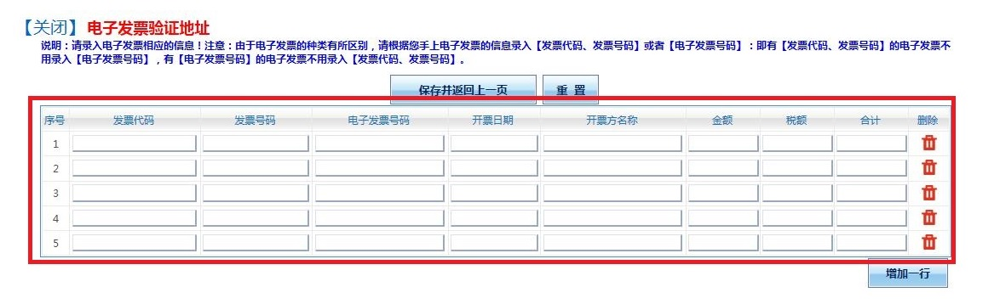 【关闭】电子发票验证地址
说明：请录入电子发票相应的信息！注意：由于电子发票的种类有所区别，请根据您手上电子发票的信息录入【发票代码、发票号码】或者【电子发票号码】：即有【发票代码、发票号码】的电子发票不
用录入【电子发票号码】，有【电子发票号码】的电子发票不用录入【发票代码、发票号码】。
保存并返回上一页 重 置
序号 发票代码 发票号码 电子发票号码 开票日期 开票方名称 金额 税额 合计 删除
1
2
3
4
5
增加一行